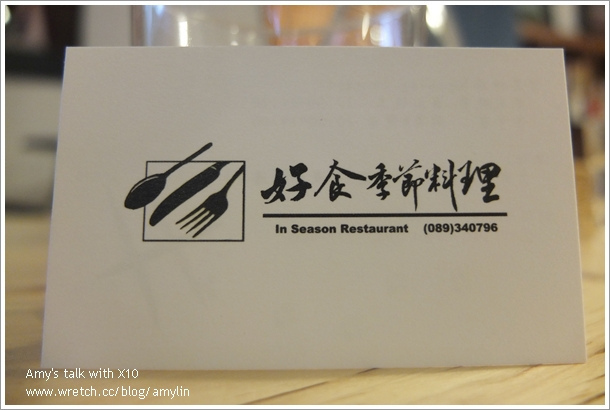 好食季節料理
In Season Restaurant (089)340796
Amy's talk with X10
www.wretch.cc/blog/amylin